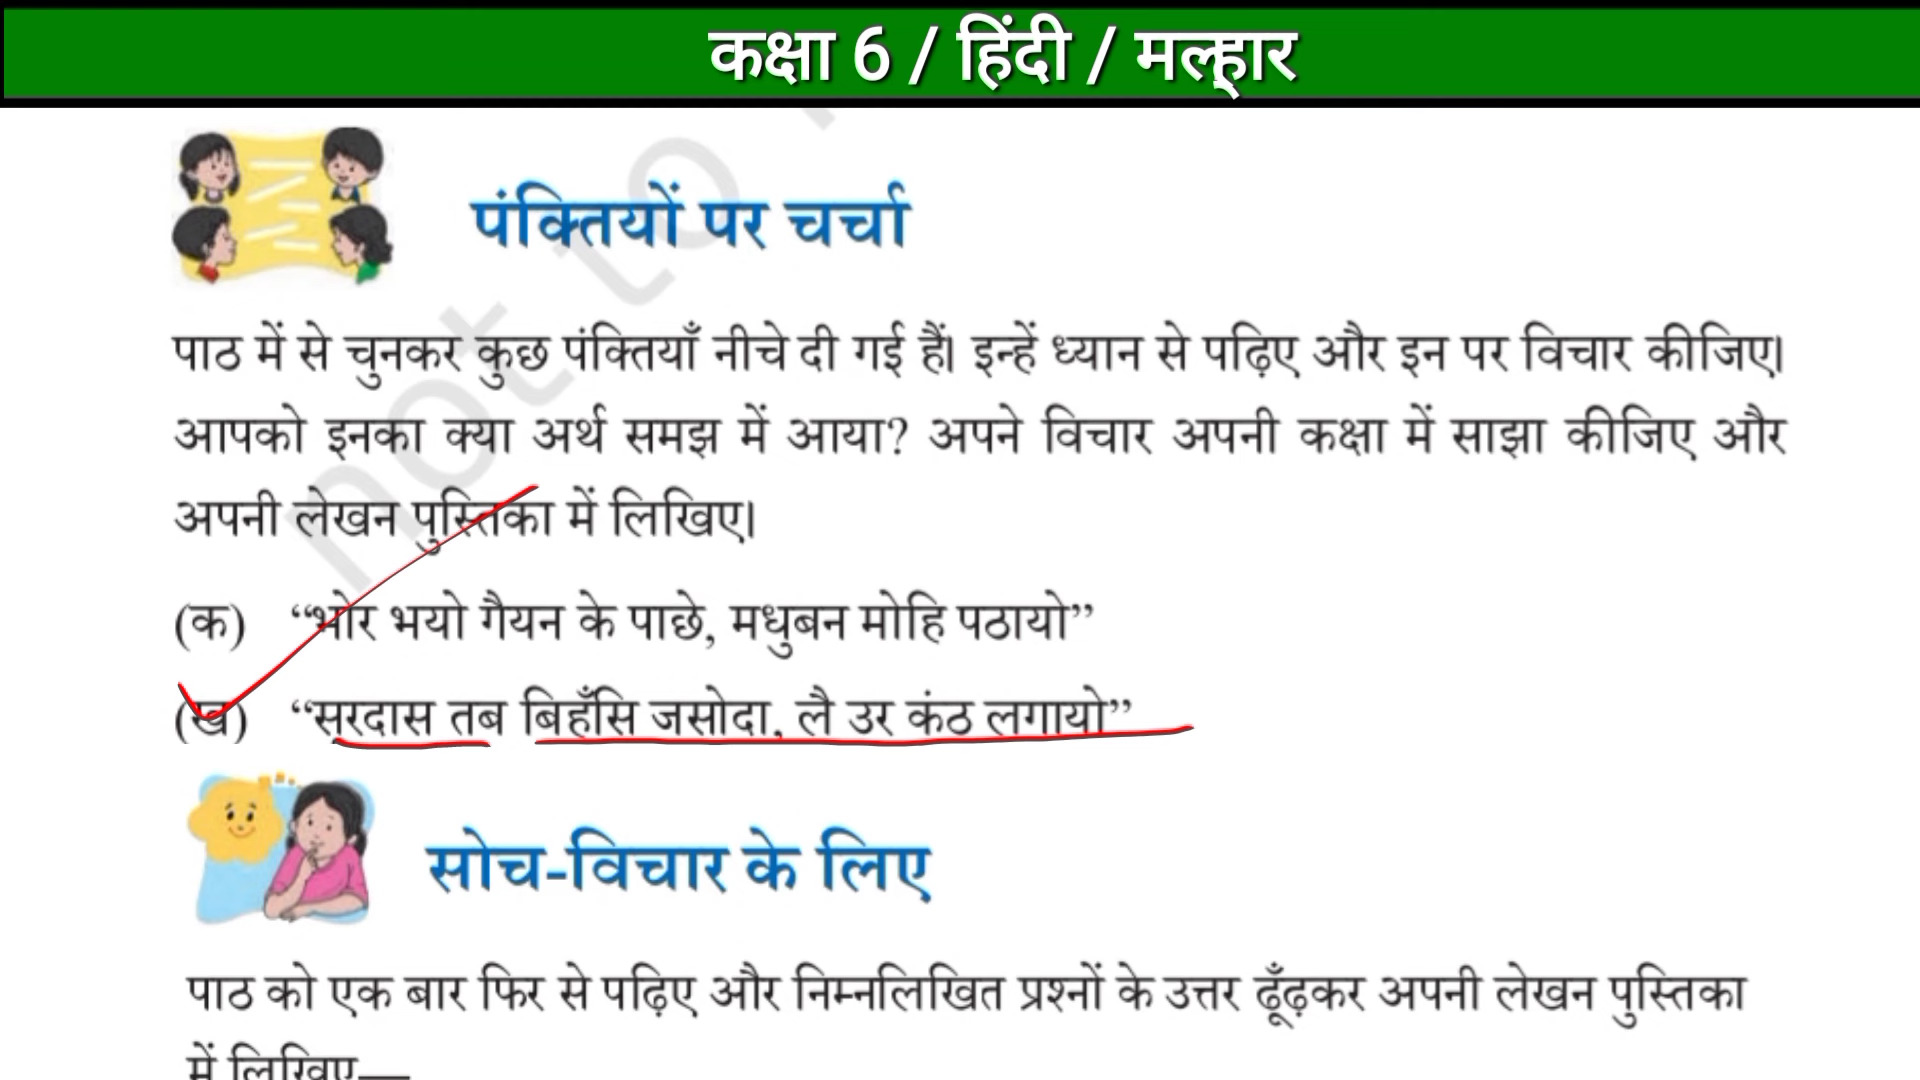 कक्षा 6 / हिंदी / मल्हार
पंक्तियों पर चर्चा
पाठ में से चुनकर कुछ पंक्तियाँ नीचे दी गई हैं। इन्हें ध्यान से पढ़िए और इन पर विचार कीजिए।
आपको इनका क्या अर्थ समझ में आया? अपने विचार अपनी कक्षा में साझा कीजिए और
अपनी लेखन पुस्तिका में लिखिए।
(क) “भोर भयो गैयन के पाछे, मधुबन मोहि पठायो”
(ख) “सूरदास तब बिहँसि जसोदा, लै उर कंठ लगायो”
सोच-विचार के लिए
पाठ को एक बार फिर से पढ़िए और निम्नलिखित प्रश्नों के उत्तर ढूँढ़कर अपनी लेखन पुस्तिका
में लिखिए—
not to